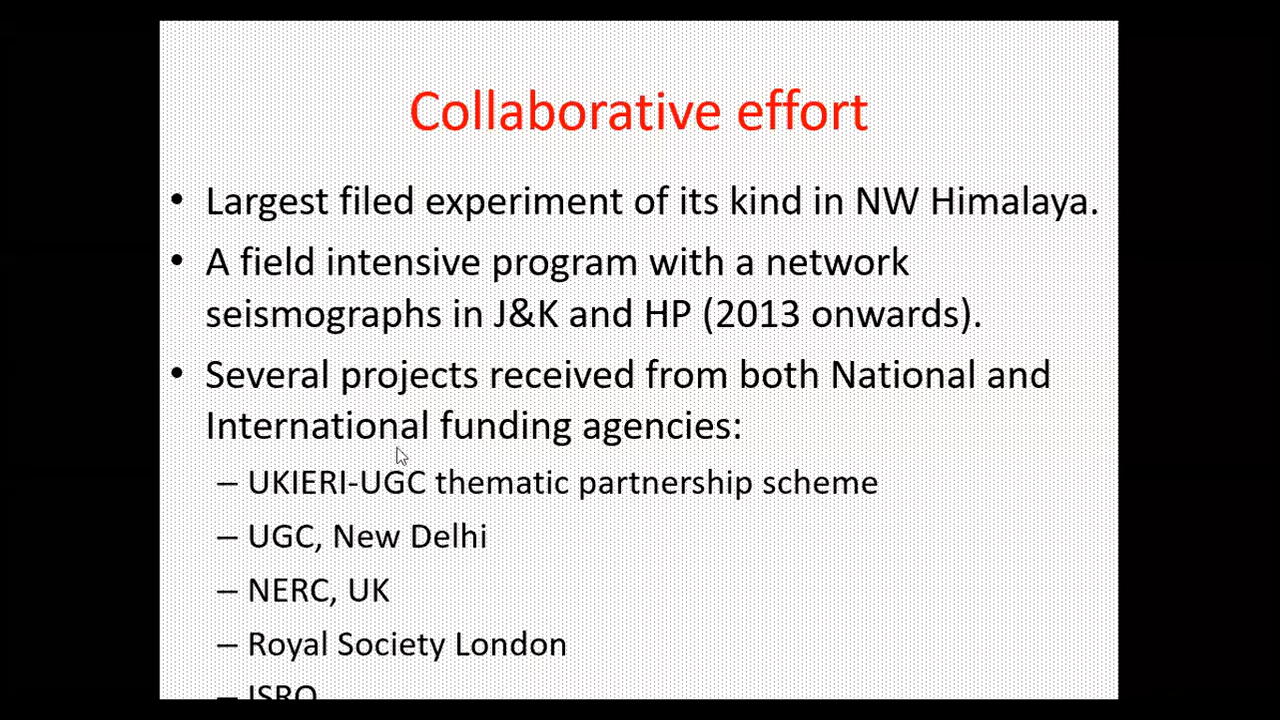 Collaborative effort
• Largest filed experiment of its kind in NW Himalaya.
• A field intensive program with a network
seismographs in J&K and HP (2013 onwards).
• Several projects received from both National and
International funding agencies:
– UKIERI-UGC thematic partnership scheme
– UGC, New Delhi
– NERC, UK
– Royal Society London
– ISRO